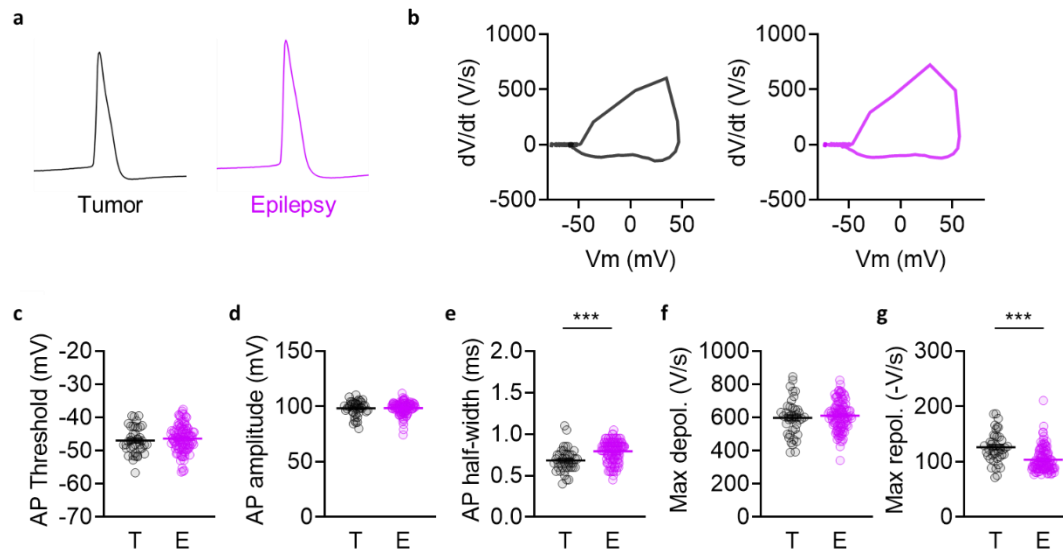 a
Tumor
Epilepsy
b
dV/dt (V/s)
1000
500
0
-500
-50
0
50
Vm (mV)
dV/dt (V/s)
1000
500
0
-500
-50
0
50
Vm (mV)
c
AP Threshold (mV)
-20
-30
-40
-50
-60
-70
T
E
d
AP amplitude (mV)
150
100
50
0
T
E
e
***
AP half-width (ms)
2.0
1.5
1.0
0.5
0.0
T
E
f
Max depol. (V/s)
1000
800
600
400
200
0
T
E
g
***
Max repol. (-V/s)
300
200
100
0
T
E